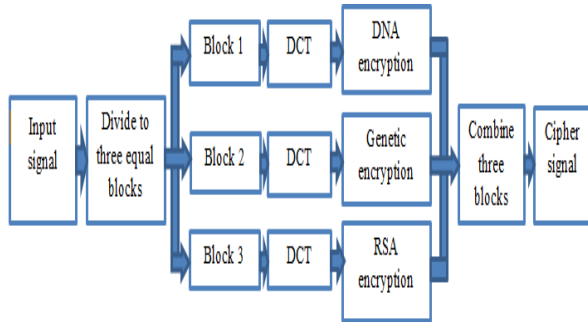 Input
signal
Divide to
three equal
blocks
Block 1
DCT
DNA
encryption
Block 2
DCT
Genetic
encryption
Block 3
DCT
RSA
encryption
Combine
three
blocks
Cipher
signal